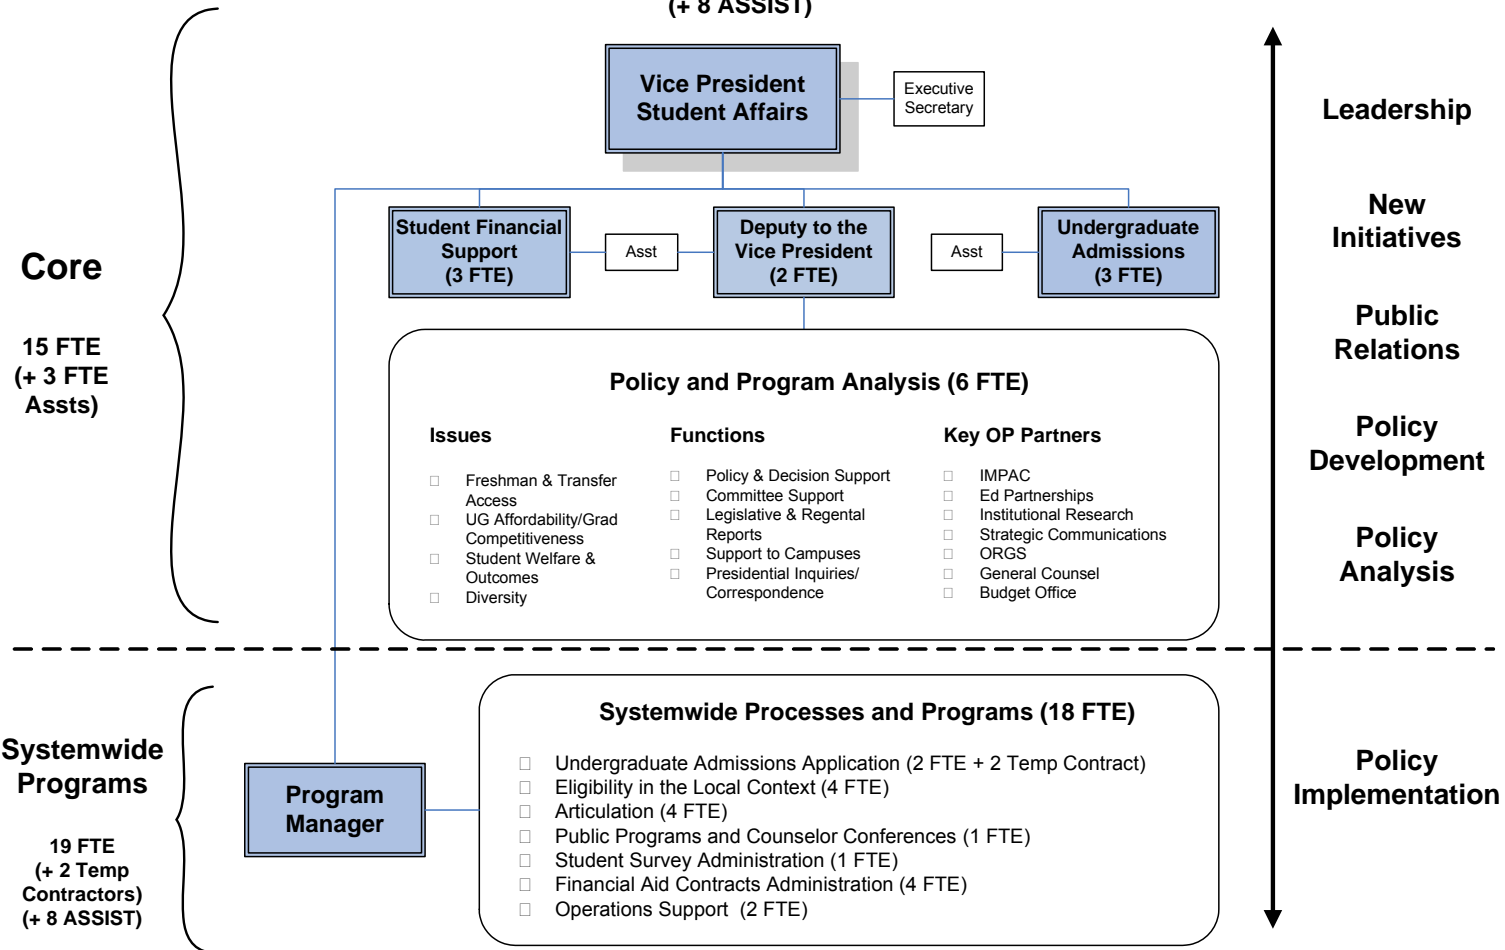 (+ 8 ASSIST)
Vice President
Student Affairs
Executive
Secretary
Leadership
New
Initiatives
Student Financial
Support
(3 FTE)
Asst
Deputy to the
Vice President
(2 FTE)
Asst
Undergraduate
Admissions
(3 FTE)
Core
15 FTE
(+ 3 FTE
Assts)
Public
Relations
Policy and Program Analysis (6 FTE)
Issues
Freshman & Transfer
Access
UG Affordability/Grad
Competitiveness
Student Welfare &
Outcomes
Diversity
Functions
Policy & Decision Support
Committee Support
Legislative & Regental
Reports
Support to Campuses
Presidential Inquiries/
Correspondence
Key OP Partners
IMPAC
Ed Partnerships
Institutional Research
Strategic Communications
ORGS
General Counsel
Budget Office
Policy
Development
Policy
Analysis
Systemwide
Programs
19 FTE
(+ 2 Temp
Contractors)
(+ 8 ASSIST)
Program
Manager
Systemwide Processes and Programs (18 FTE)
Undergraduate Admissions Application (2 FTE + 2 Temp Contract)
Eligibility in the Local Context (4 FTE)
Articulation (4 FTE)
Public Programs and Counselor Conferences (1 FTE)
Student Survey Administration (1 FTE)
Financial Aid Contracts Administration (4 FTE)
Operations Support (2 FTE)
Policy
Implementation